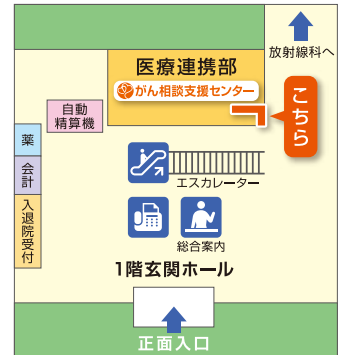 放射線科へ
医療連携部
がん相談支援センター
こちら
自動
精算機
薬
会計
入退院受付
エスカレーター
総合案内
1階玄関ホール
正面入口